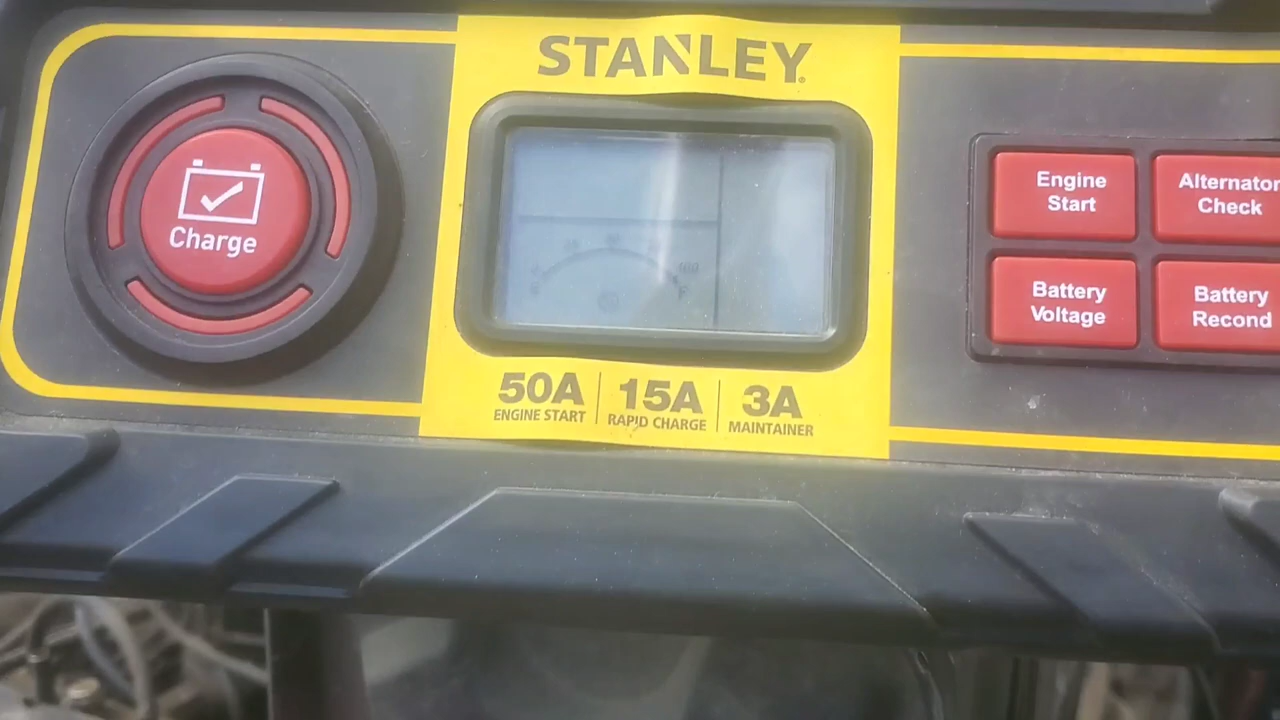 STANLEY
Charge
Engine
Start
Alternator
Check
Battery
Voltage
Battery
Recond
50A
ENGINE START
15A
RAPID CHARGE
3A
MAINTAINER